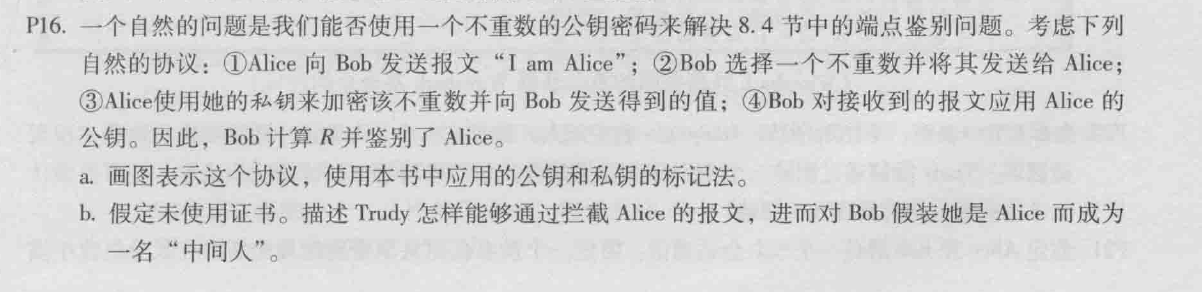 P16. 一个自然的问题是我们能否使用一个不重数的公钥密码来解决 8.4 节中的端点鉴别问题。考虑下列
自然的协议：①Alice 向 Bob 发送报文“I am Alice”；②Bob 选择一个不重数并将其发送给 Alice；
③Alice使用她的私钥来加密该不重数并向 Bob 发送得到的值；④Bob 对接收到的报文应用 Alice 的
公钥。因此，Bob 计算 R 并鉴别了 Alice。
a. 画图表示这个协议，使用本书中应用的公钥和私钥的标记法。
b. 假定未使用证书。描述 Trudy 怎样能够通过拦截 Alice 的报文，进而对 Bob 假装她是 Alice 而成为
一名“中间人”。